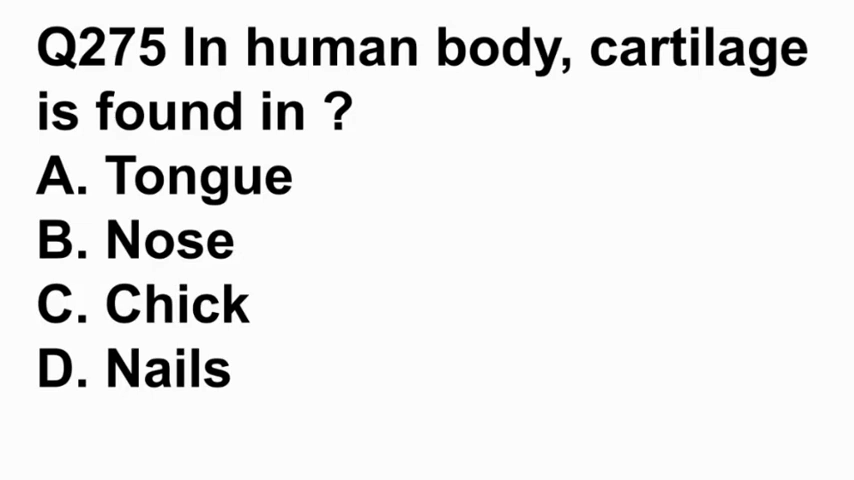 Q275 In human body, cartilage
is found in ?
A. Tongue
B. Nose
C. Chick
D. Nails